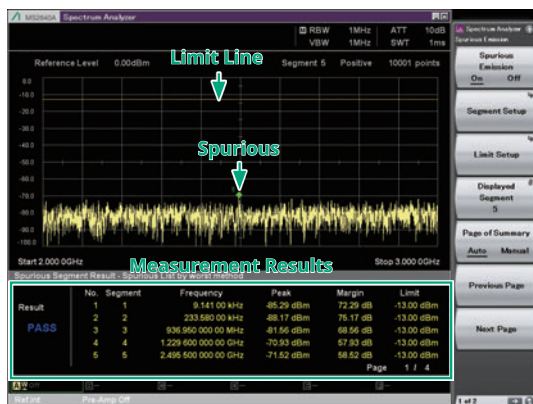 MS2840A Spectrum Analyzer
RBW 1MHz ATT 10dB
VBW 1MHz SWT 1ms
Reference Level 0.00dBm Segment 5 Positive 10001 points
Limit Line
0.0
-10.0
-20.0
-30.0
-40.0
-50.0
Spurious
-60.0
-70.0
-80.0
-90.0
-100.0
Start 2.000 0GHz Stop 3.000 0GHz
Measurement Results
Spurious Segment Result - Spurious List by worst method
No. Segment Frequency Peak Margin Limit
Result 1 1 9.141 00 kHz -85.29 dBm 72.29 dB -13.00 dBm
2 2 233.580 00 kHz -88.17 dBm 75.17 dB -13.00 dBm
PASS 3 3 936.950 000 00 MHz -81.56 dBm 68.56 dB -13.00 dBm
4 4 1.229 600 000 00 GHz -70.93 dBm 57.93 dB -13.00 dBm
5 5 2.495 500 000 00 GHz -71.52 dBm 58.52 dB -13.00 dBm
Page 1 / 4
Ref.Int Pre-Amp Off
Spectrum Analyzer
Spurious Emission
Spurious
Emission
On Off
Segment Setup
Limit Setup
Displayed
Segment
5
Page of Summary
Auto Manual
Previous Page
Next Page
1 of 2